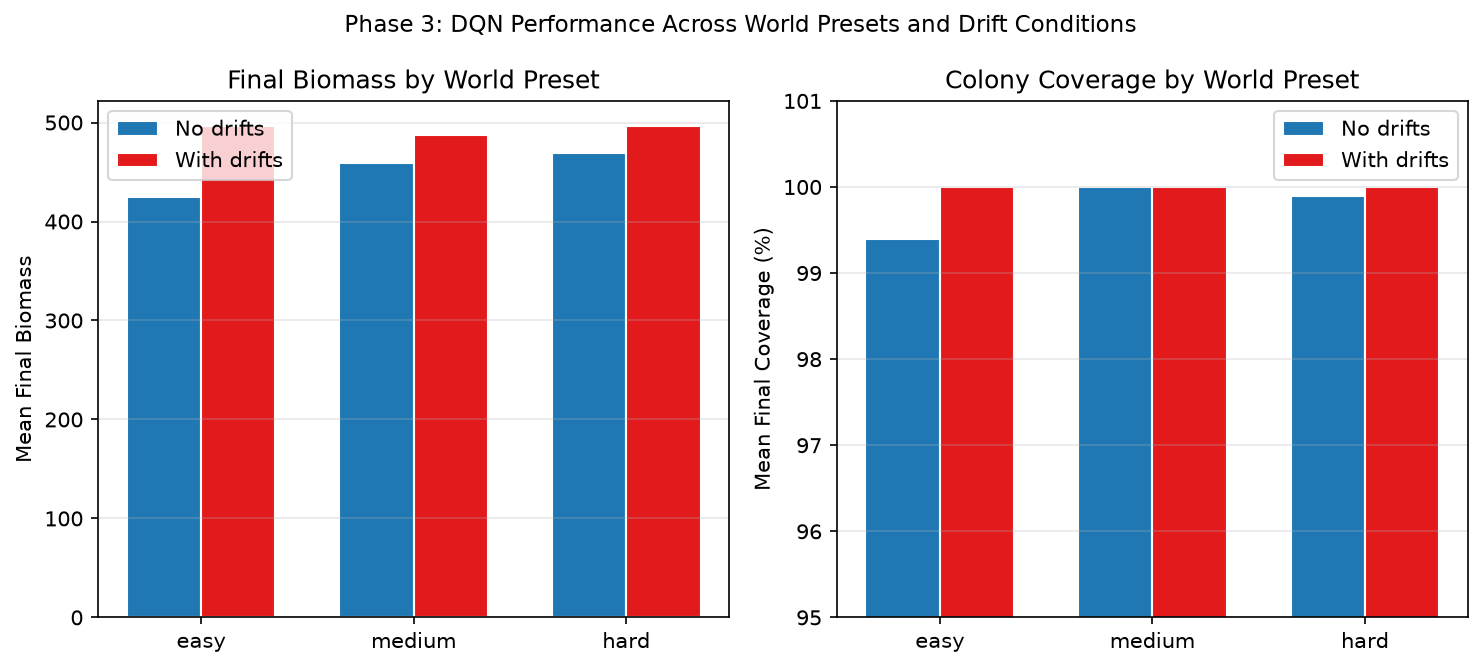 Phase 3: DQN Performance Across World Presets and Drift Conditions
Final Biomass by World Preset
Mean Final Biomass
500
400
300
200
100
0
No drifts
With drifts
easy
medium
hard
Colony Coverage by World Preset
Mean Final Coverage (%)
101
100
99
98
97
96
95
No drifts
With drifts
easy
medium
hard